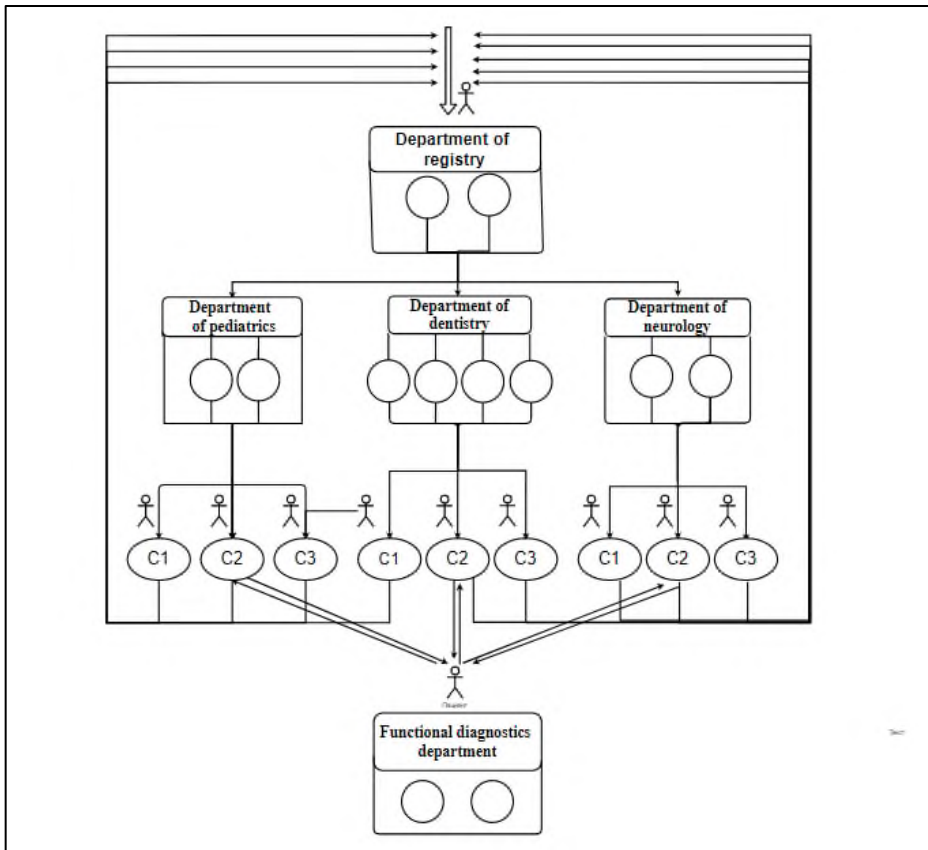 Department of
registry
Department
of pediatrics
Department of
dentistry
Department of
neurology
C1
C2
C3
C1
C2
C3
C1
C2
C3
Functional diagnostics
department